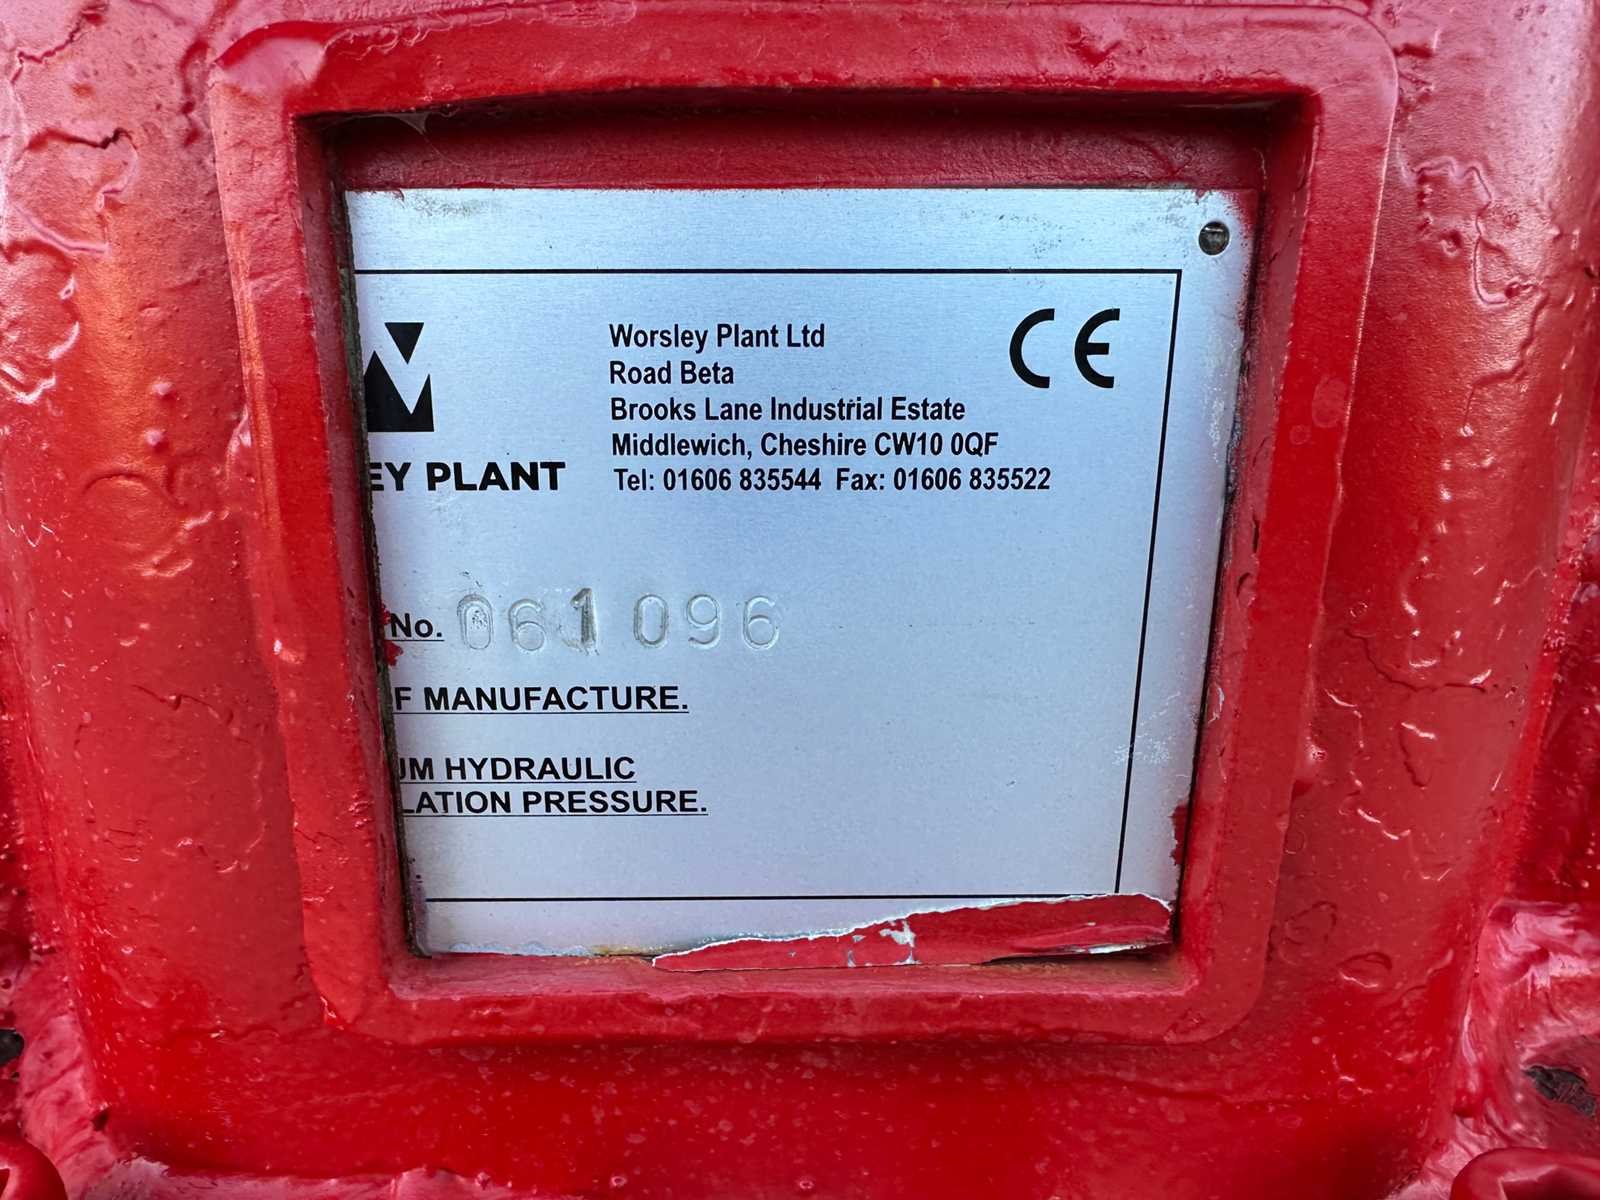 Worsley Plant Ltd
Road Beta
Brooks Lane Industrial Estate
Middlewich, Cheshire CW10 0QF
Tel: 01606 835544 Fax: 01606 835522
CE
EY PLANT
No. 061096
F MANUFACTURE.
UM HYDRAULIC
LATION PRESSURE.